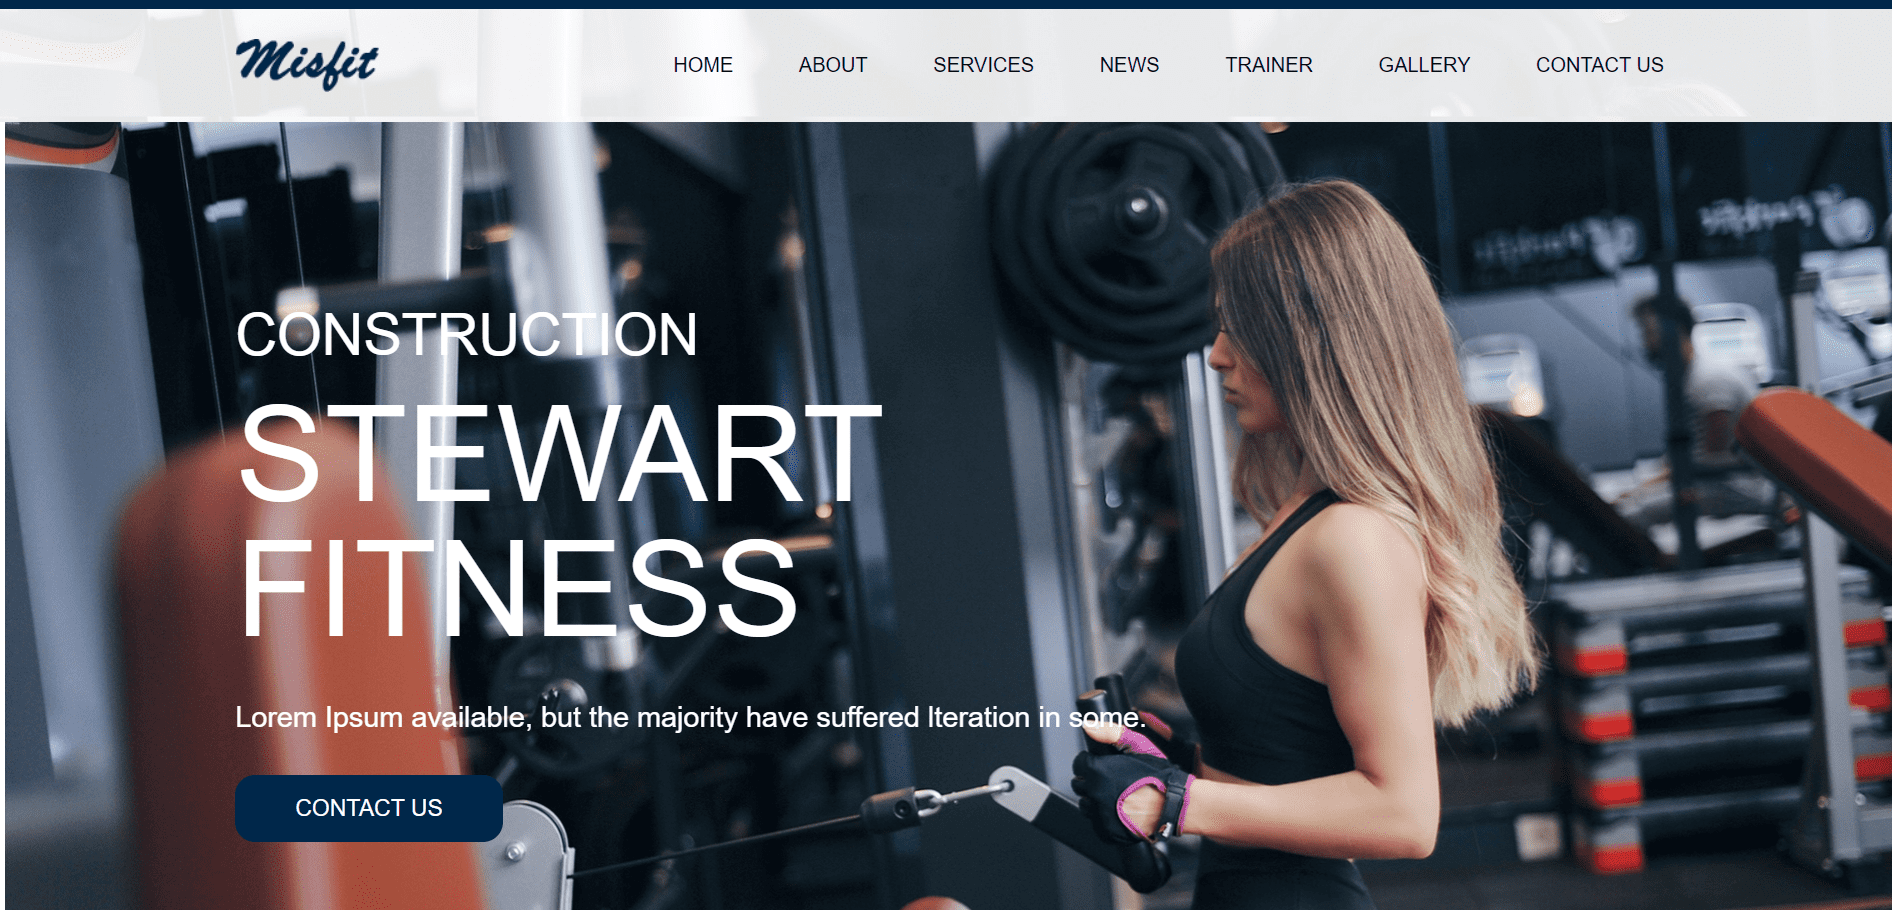 Misfit
HOME ABOUT SERVICES NEWS TRAINER GALLERY CONTACT US
CONSTRUCTION
STEWART
FITNESS
Lorem Ipsum available, but the majority have suffered Iteration in some.
CONTACT US